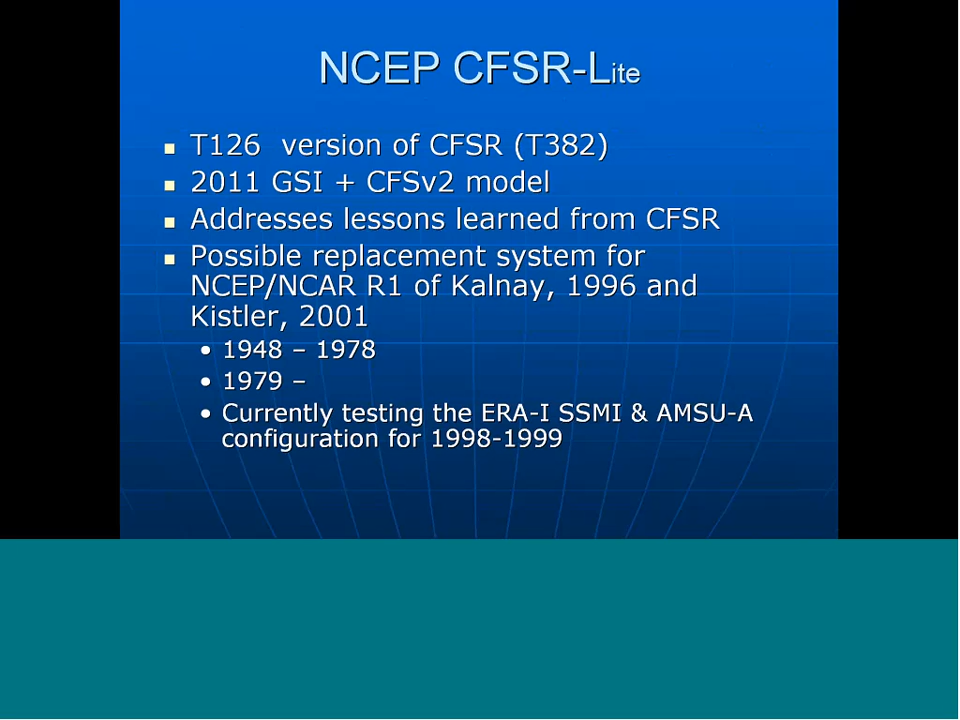 NCEP CFSR-Lite
▪ T126 version of CFSR (T382)
▪ 2011 GSI + CFSv2 model
▪ Addresses lessons learned from CFSR
▪ Possible replacement system for
NCEP/NCAR R1 of Kalnay, 1996 and
Kistler, 2001
• 1948 – 1978
• 1979 –
• Currently testing the ERA-I SSMI & AMSU-A
configuration for 1998-1999